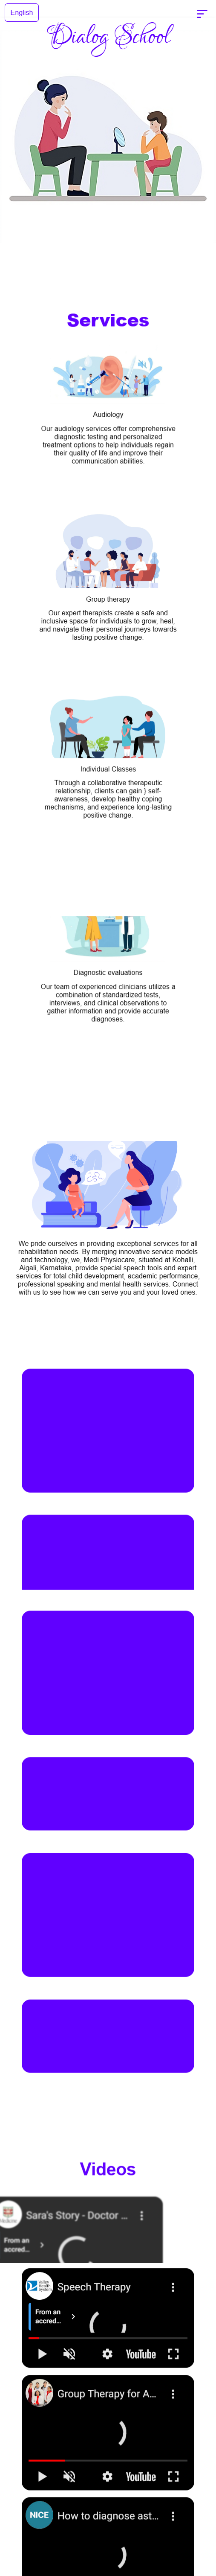 English
Dialog School
Services
Audiology
Our audiology services offer comprehensive
diagnostic testing and personalized
treatment options to help individuals regain
their quality of life and improve their
communication abilities.
Group therapy
Our expert therapists create a safe and
inclusive space for individuals to grow, heal,
and navigate their personal journeys towards
lasting positive change.
Individual Classes
Through a collaborative therapeutic
relationship, clients can gain } self-
awareness, develop healthy coping
mechanisms, and experience long-lasting
positive change.
Diagnostic evaluations
Our team of experienced clinicians utilizes a
combination of standardized tests,
interviews, and clinical observations to
gather information and provide accurate
diagnoses.
We pride ourselves in providing exceptional services for all
rehabilitation needs. By merging innovative service models
and technology, we, Medi Physiocare, situated at Kohalli,
Aigali, Karnataka, provide special speech tools and expert
services for total child development, academic performance,
professional speaking and mental health services. Connect
with us to see how we can serve you and your loved ones.
Videos
Sara's Story - Doctor ...
From an
accred...
Speech Therapy
From an
accred...
YouTube
Group Therapy for A...
YouTube
NICE
How to diagnose ast...